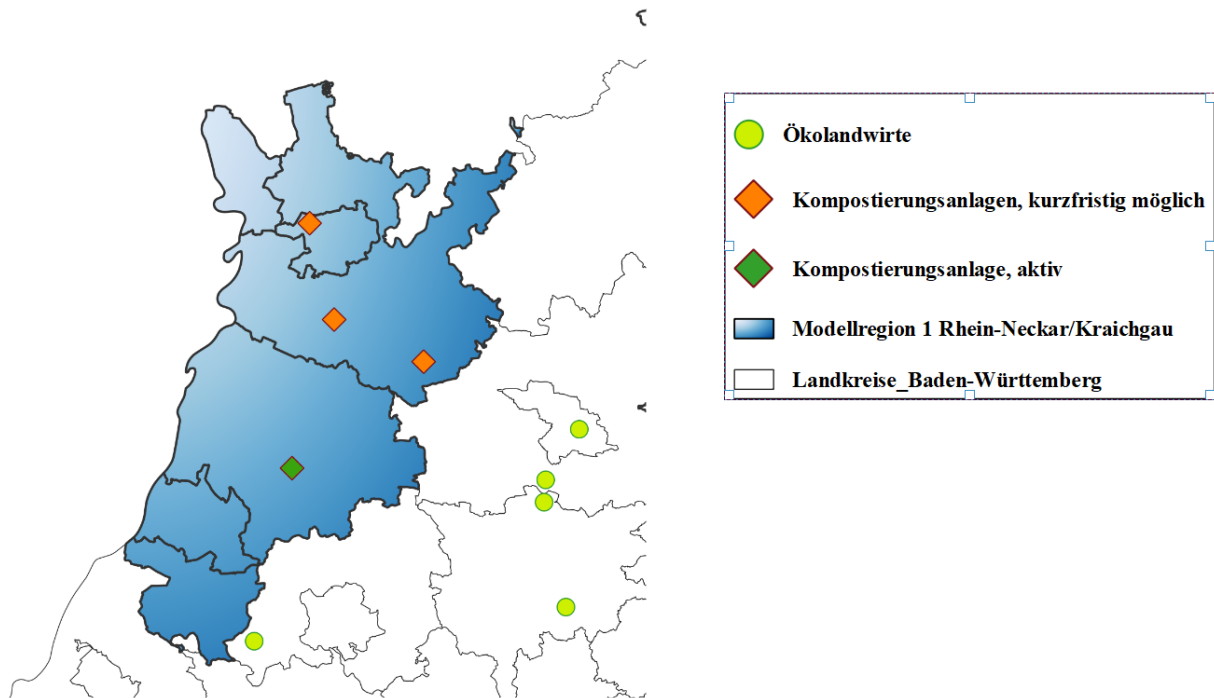 Ökolandwirte
Kompostierungsanlagen, kurzfristig möglich
Kompostierungsanlage, aktiv
Modellregion 1 Rhein-Neckar/Kraichgau
Landkreise_Baden-Württemberg